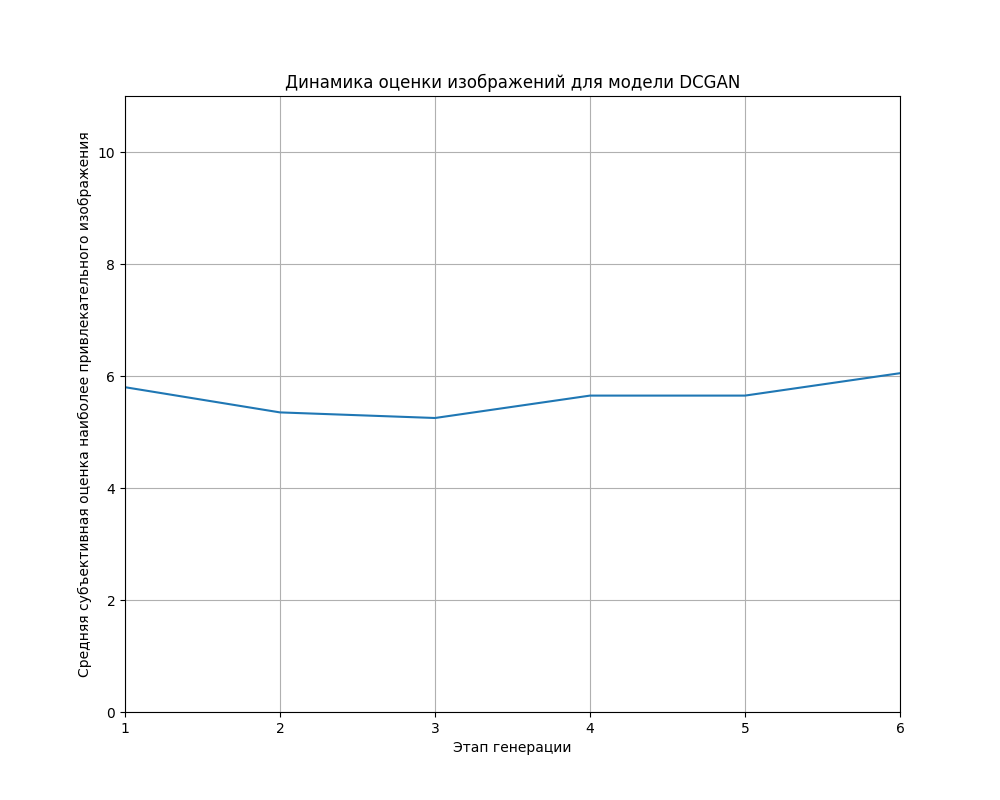 Динамика оценки изображений для модели DCGAN
Средняя субъективная оценка наиболее привлекательного изображения
10
8
6
4
2
0
1 2 3 4 5 6
Этап генерации